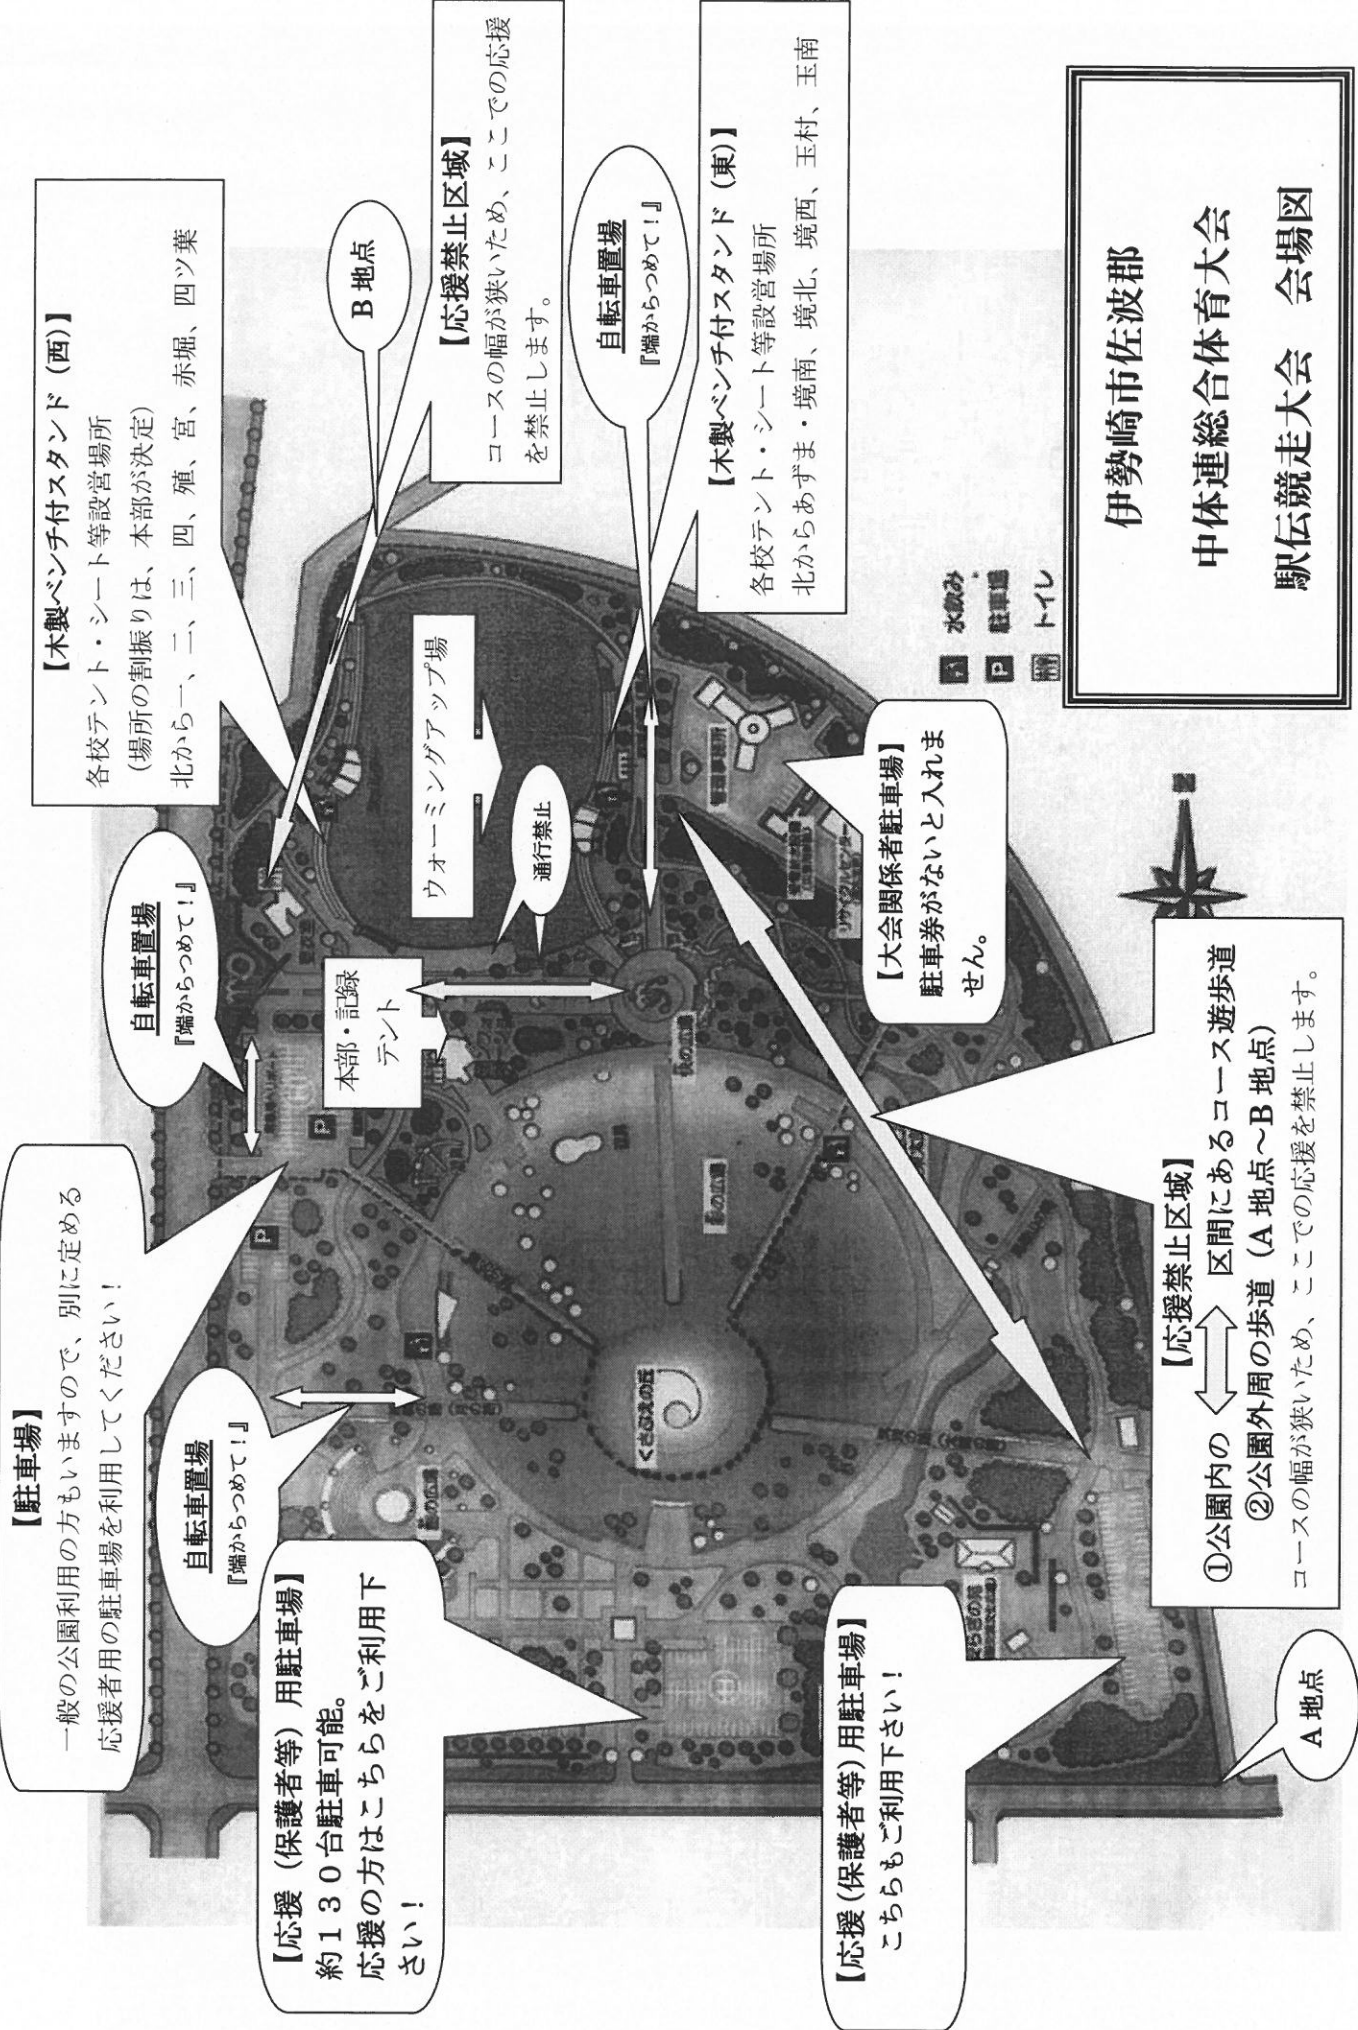 【駐車場】
一般の公園利用の方もいますので、別に定める
応援者用の駐車場を利用してください！
【木製ベンチ付スタンド（西）】
各校テント・シート等設営場所
（場所の割振りは、本部が決定）
北から一、二、三、四、殖、宮、赤堀、四ツ葉
自転車置場
『端からつめて！』
自転車置場
『端からつめて！』
B 地点
【応援禁止区域】
コースの幅が狭いため、ここでの応援
を禁止します。
【応援（保護者等）用駐車場】
約１３０台駐車可能。
応援の方はこちらをご利用下
さい！
本部・記録
テント
ウォーミングアップ場
通行禁止
自転車置場
『端からつめて！』
【木製ベンチ付スタンド（東）】
各校テント・シート等設営場所
北からあずま・境南、境北、境西、玉村、玉南
P
P
くさぶえの丘
影の広場
管理事務所
リサイクルセンター
【応援（保護者等）用駐車場】
こちらもご利用下さい！
【大会関係者駐車場】
駐車券がないと入れま
せん。
水飲み
P 駐車場
トイレ
【応援禁止区域】
①公園内の 区間にあるコース遊歩道
②公園外周の歩道（A 地点～B 地点）
コースの幅が狭いため、ここでの応援を禁止します。
A 地点
伊勢崎市佐波郡
中体連総合体育大会
駅伝競走大会　会場図